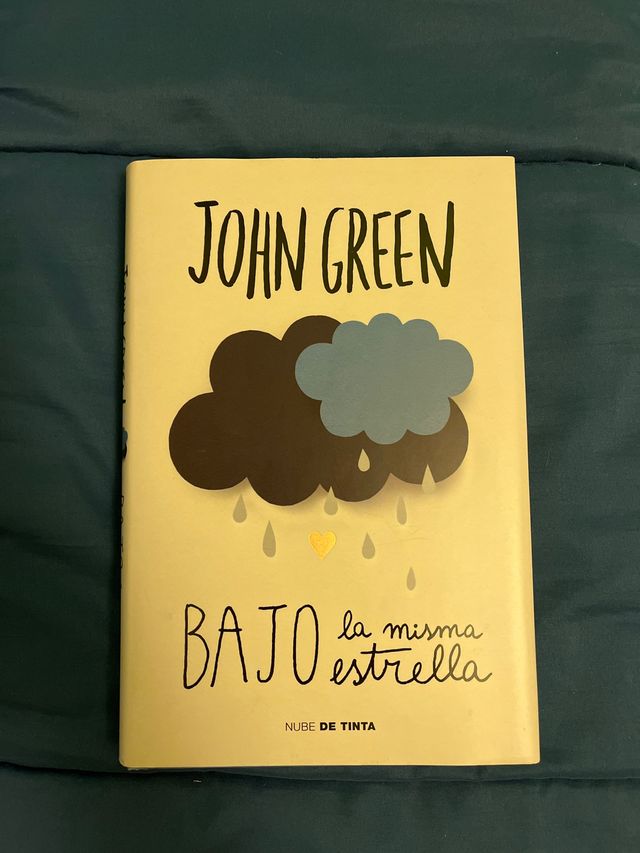 JOHN GREEN
BAJO la misma
estrella
NUBE DE TINTA